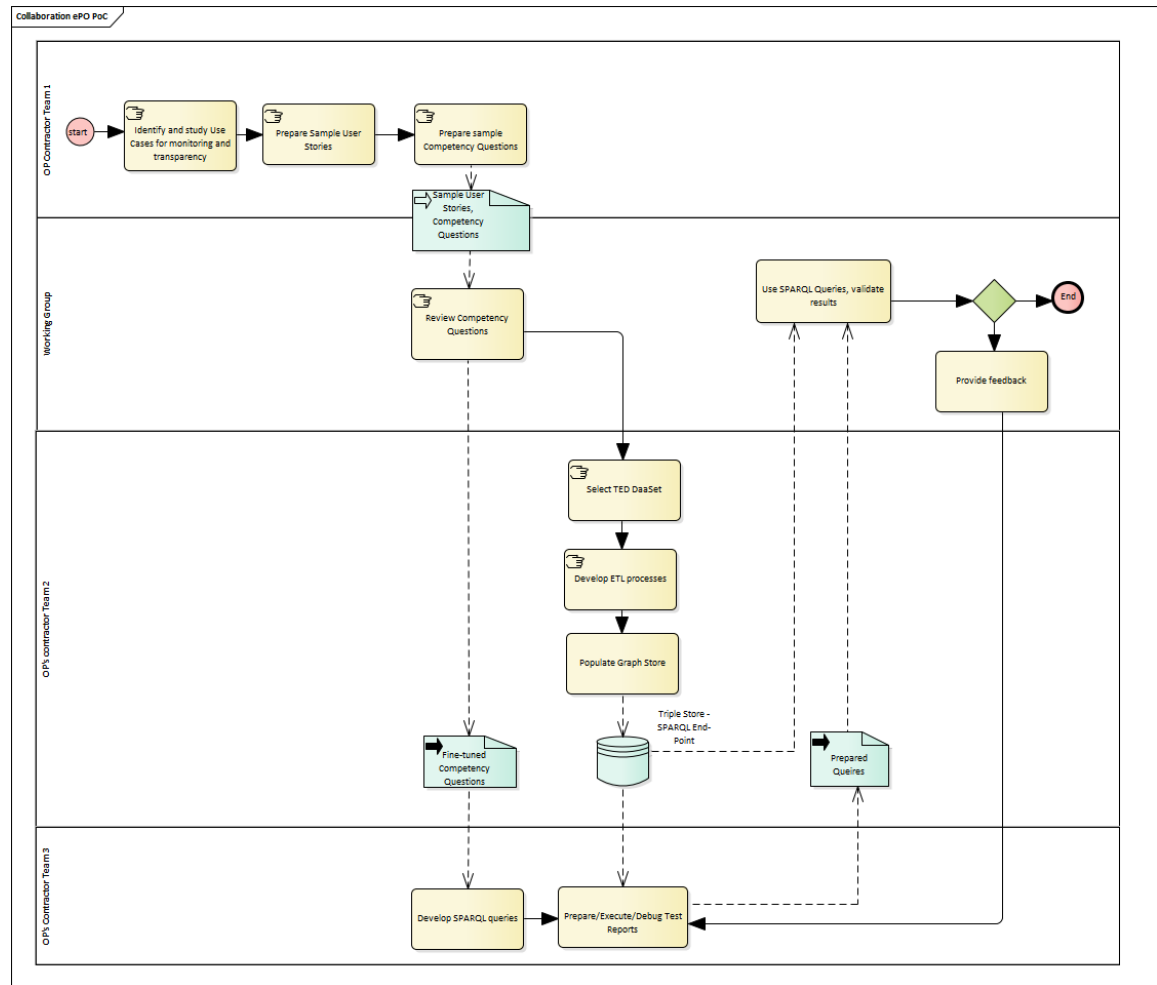 Collaboration ePO PoC
OP Contractor Team 1
start
Identify and study Use
Cases for monitoring and
transparency
Prepare Sample User
Stories
Prepare sample
Competency Questions
Sample User
Stories,
Competency
Questions
Working Group
Review Competency
Questions
Use SPARQL Queries, validate
results
End
Provide feedback
OP's contractor Team 2
Select TED DaaSet
Develop ETL processes
Populate Graph Store
Triple Store -
SPARQL End-
Point
Fine-tuned
Competency
Questions
Prepared
Queires
OP's Contractor Team 3
Develop SPARQL queries
Prepare/Execute/Debug Test
Reports